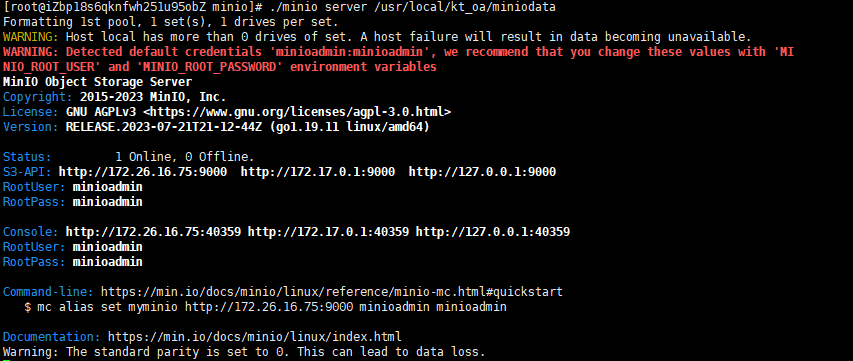 [root@iZbp18s6qknfwh251u95obZ minio]# ./minio server /usr/local/kt_oa/miniodata
Formatting 1st pool, 1 set(s), 1 drives per set.
WARNING: Host local has more than 0 drives of set. A host failure will result in data becoming unavailable.
WARNING: Detected default credentials 'minioadmin:minioadmin', we recommend that you change these values with 'MI
NIO_ROOT_USER' and 'MINIO_ROOT_PASSWORD' environment variables
MinIO Object Storage Server
Copyright: 2015-2023 MinIO, Inc.
License: GNU AGPLv3 <https://www.gnu.org/licenses/agpl-3.0.html>
Version: RELEASE.2023-07-21T21-12-44Z (go1.19.11 linux/amd64)
Status:         1 Online, 0 Offline.
S3-API: http://172.26.16.75:9000  http://172.17.0.1:9000  http://127.0.0.1:9000
RootUser: minioadmin
RootPass: minioadmin
Console: http://172.26.16.75:40359 http://172.17.0.1:40359 http://127.0.0.1:40359
RootUser: minioadmin
RootPass: minioadmin
Command-line: https://min.io/docs/minio/linux/reference/minio-mc.html#quickstart
   $ mc alias set myminio http://172.26.16.75:9000 minioadmin minioadmin
Documentation: https://min.io/docs/minio/linux/index.html
Warning: The standard parity is set to 0. This can lead to data loss.